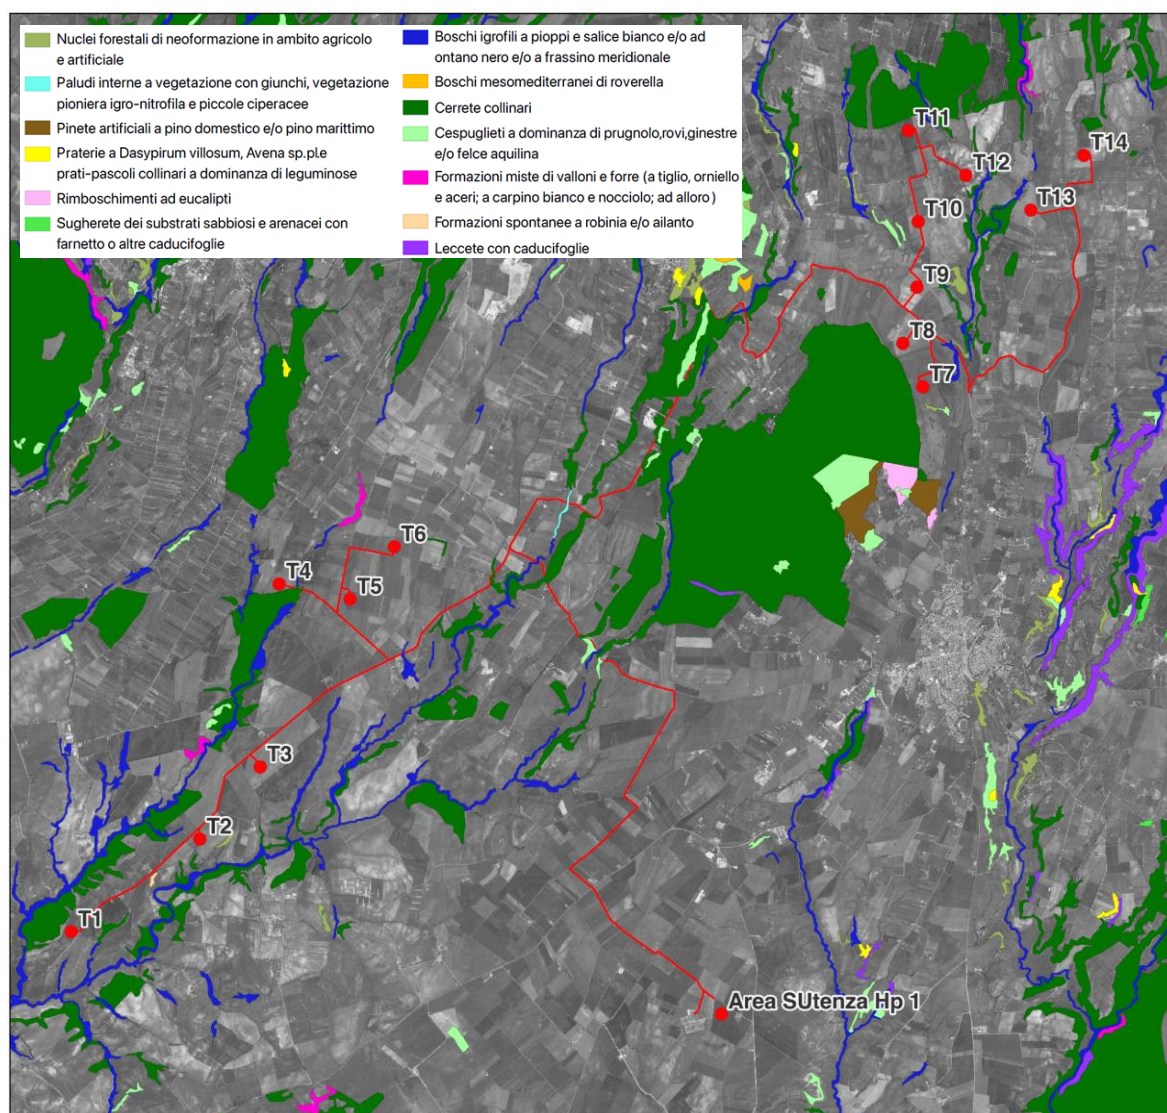 Nuclei forestali di neoformazione in ambito agricolo
e artificiale
Paludi interne a vegetazione con giunchi, vegetazione
pioniera igro-nitrofila e piccole ciperacee
Pinete artificiali a pino domestico e/o pino marittimo
Praterie a Dasypirum villosum, Avena sp.pl.e
prati-pascoli collinari a dominanza di leguminose
Rimboschimenti ad eucalipti
Sugherete dei substrati sabbiosi e arenacei con
farnetto o altre caducifoglie
Boschi igrofili a pioppi e salice bianco e/o ad
ontano nero e/o a frassino meridionale
Boschi mesomediterranei di roverella
Cerrete collinari
Cespuglieti a dominanza di prugnolo,rovi,ginestre
e/o felce aquilina
Formazioni miste di valloni e forre (a tiglio, orniello
e aceri; a carpino bianco e nocciolo; ad alloro )
Formazioni spontanee a robinia e/o ailanto
Leccete con caducifoglie
T11
T14
T12
T13
T10
T9
T8
T7
T6
T4
T5
T3
T2
T1
Area SUtenza Hp 1